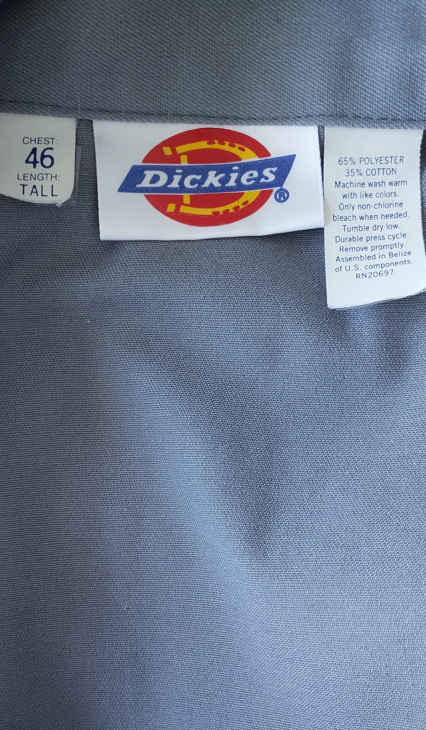 CHEST:
46
LENGTH:
TALL
Dickies®
65% POLYESTER
35% COTTON
Machine wash warm
with like colors.
Only non-chlorine
bleach when needed.
Tumble dry low.
Durable press cycle.
Remove promptly.
Assembled in Belize
of U.S. components.
RN20697